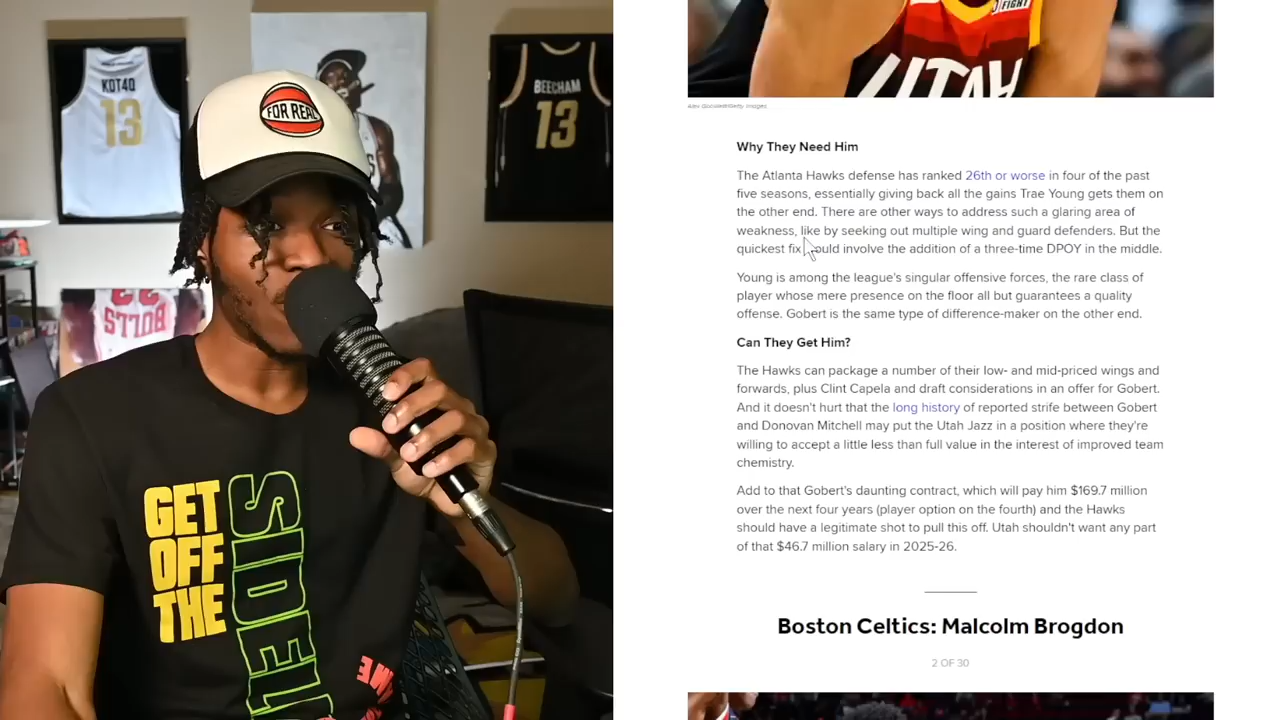 KOT4Q
13
FOR REAL
BEECHAM
13
GET
OFF
THE
FIGHT
UTAH
Why They Need Him
The Atlanta Hawks defense has ranked 26th or worse in four of the past
five seasons, essentially giving back all the gains Trae Young gets them on
the other end. There are other ways to address such a glaring area of
weakness, like by seeking out multiple wing and guard defenders. But the
quickest fix would involve the addition of a three-time DPOY in the middle.
Young is among the league's singular offensive forces, the rare class of
player whose mere presence on the floor all but guarantees a quality
offense. Gobert is the same type of difference-maker on the other end.
Can They Get Him?
The Hawks can package a number of their low- and mid-priced wings and
forwards, plus Clint Capela and draft considerations in an offer for Gobert.
And it doesn't hurt that the long history of reported strife between Gobert
and Donovan Mitchell may put the Utah Jazz in a position where they're
willing to accept a little less than full value in the interest of improved team
chemistry.
Add to that Gobert's daunting contract, which will pay him $169.7 million
over the next four years (player option on the fourth) and the Hawks
should have a legitimate shot to pull this off. Utah shouldn't want any part
of that $46.7 million salary in 2025-26.
Boston Celtics: Malcolm Brogdon
2 OF 30